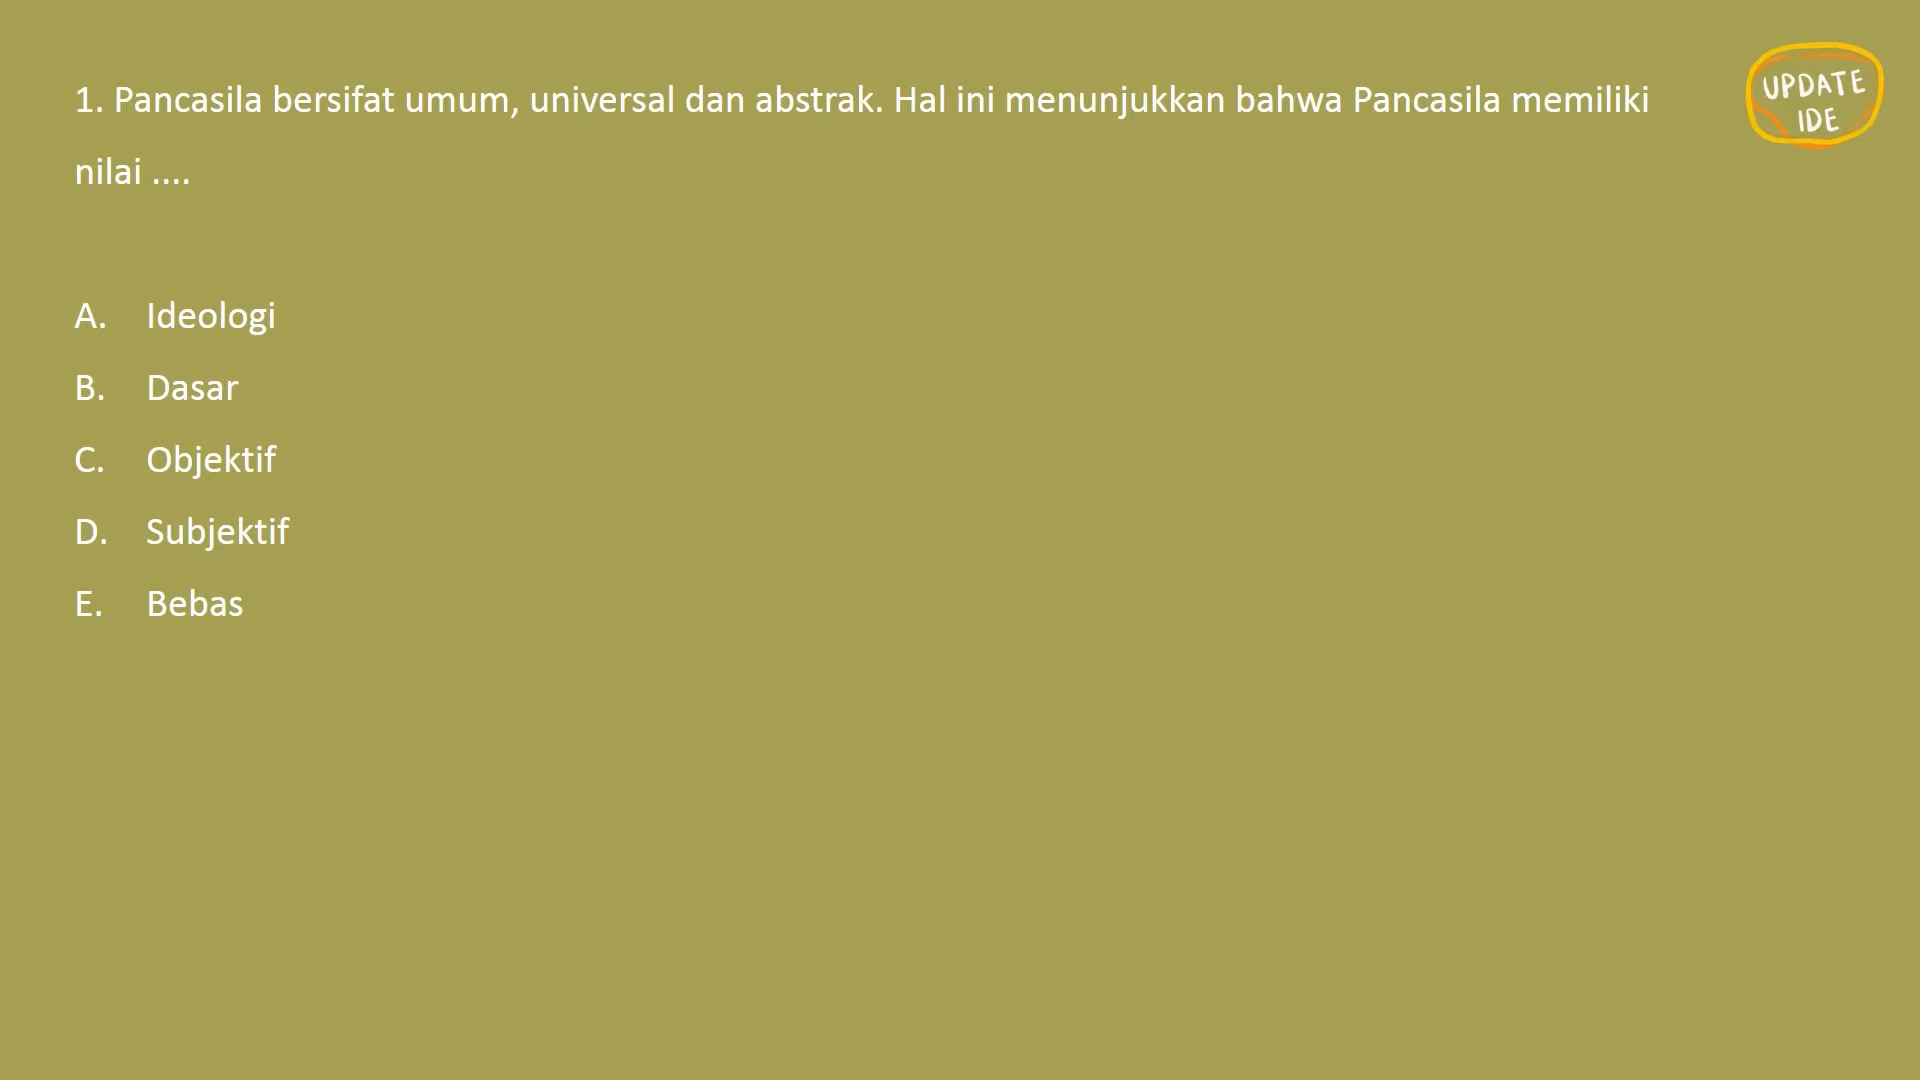 1. Pancasila bersifat umum, universal dan abstrak. Hal ini menunjukkan bahwa Pancasila memiliki
nilai ....
A. Ideologi
B. Dasar
C. Objektif
D. Subjektif
E. Bebas
UPDATE
IDE